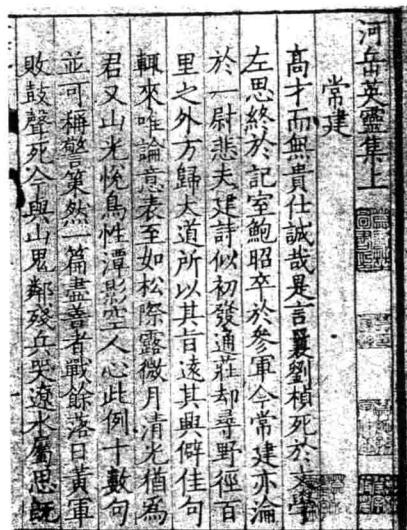 河岳英靈集上
常建
高才而無貴仕誠哉是言曩劉楨死於文學
左思終於記室鮑昭卒於參軍今常建亦淪
於一尉悲夫建詩似初發通莊却尋野徑百
里之外方歸大道所以其旨遠其興僻佳句
輒來唯論意表至如松際露微月清光猶為
君又山光悅鳥性潭影空人心此例十數句
並可稱警策然一篇盡善者戰餘落日黃軍
敗鼓聲死今與山鬼鄰殘兵哭遼水屬思旣